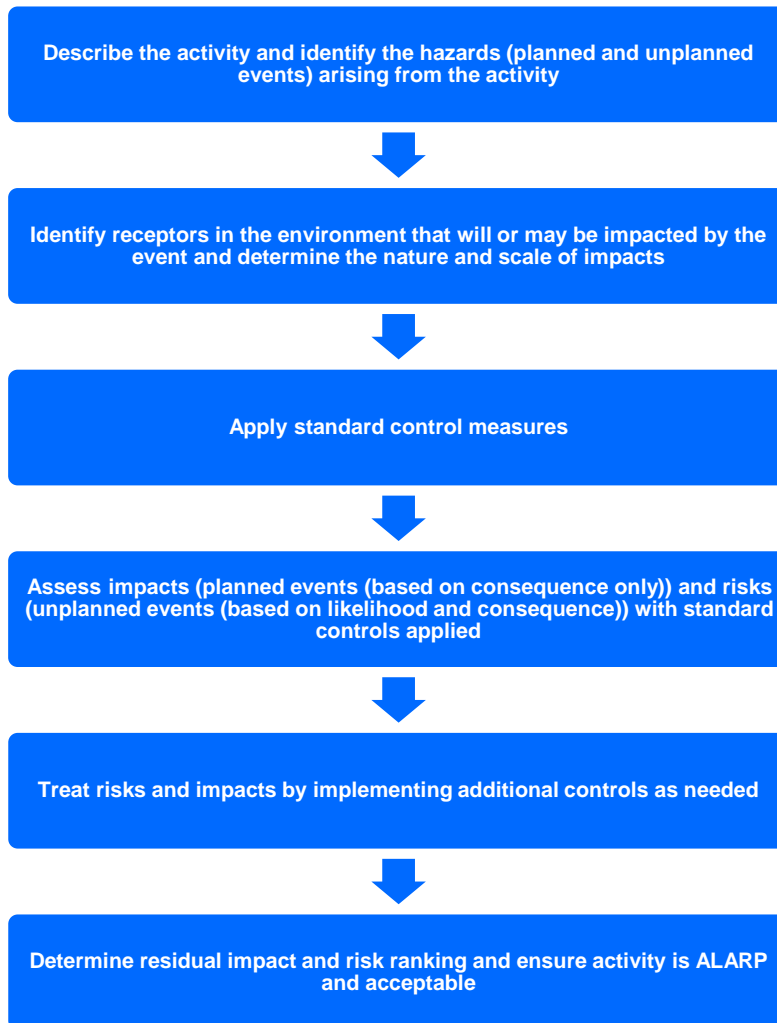 Describe the activity and identify the hazards (planned and unplanned
events) arising from the activity
Identify receptors in the environment that will or may be impacted by the
event and determine the nature and scale of impacts
Apply standard control measures
Assess impacts (planned events (based on consequence only)) and risks
(unplanned events (based on likelihood and consequence)) with standard
controls applied
Treat risks and impacts by implementing additional controls as needed
Determine residual impact and risk ranking and ensure activity is ALARP
and acceptable